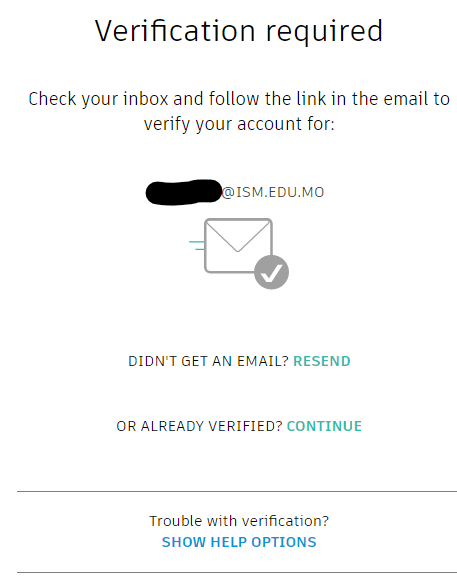 Verification required
Check your inbox and follow the link in the email to
verify your account for:
@ISM.EDU.MO
DIDN'T GET AN EMAIL? RESEND
OR ALREADY VERIFIED? CONTINUE
Trouble with verification?
SHOW HELP OPTIONS